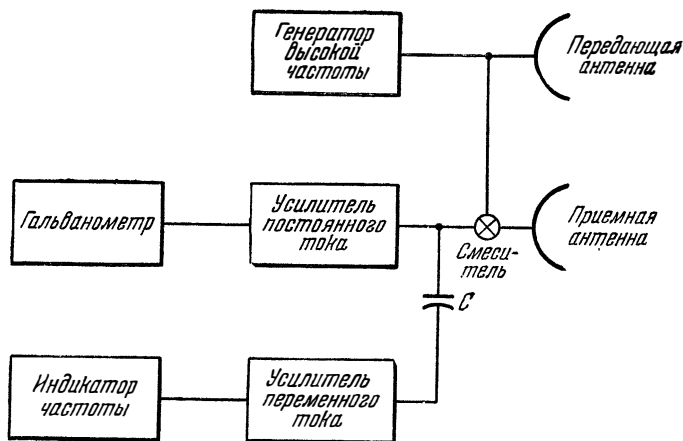 Генератор
высокой
частоты
Передающая
антенна
Гальванометр
Усилитель
постоянного
тока
Смеси-
тель
Приемная
антенна
С
Индикатор
частоты
Усилитель
переменного
тока